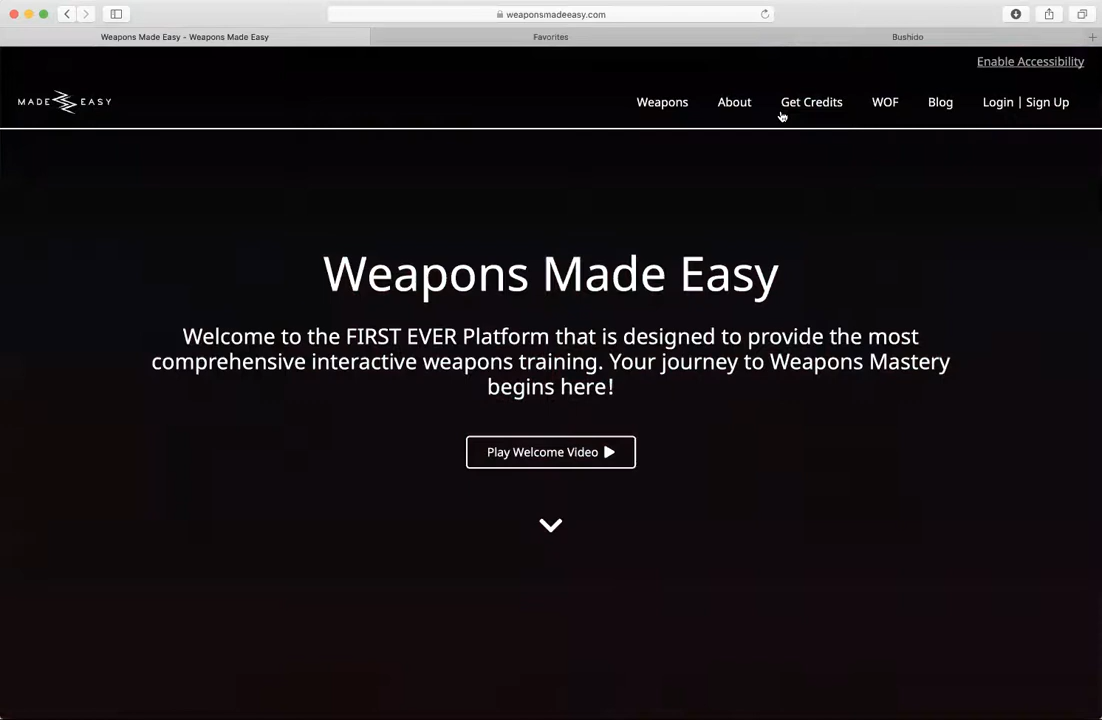 weaponsmadeeasy.com
Weapons Made Easy - Weapons Made Easy
Favorites
Bushido
Enable Accessibility
MADE EASY
Weapons
About
Get Credits
WOF
Blog
Login | Sign Up
Weapons Made Easy
Welcome to the FIRST EVER Platform that is designed to provide the most
comprehensive interactive weapons training. Your journey to Weapons Mastery
begins here!
Play Welcome Video